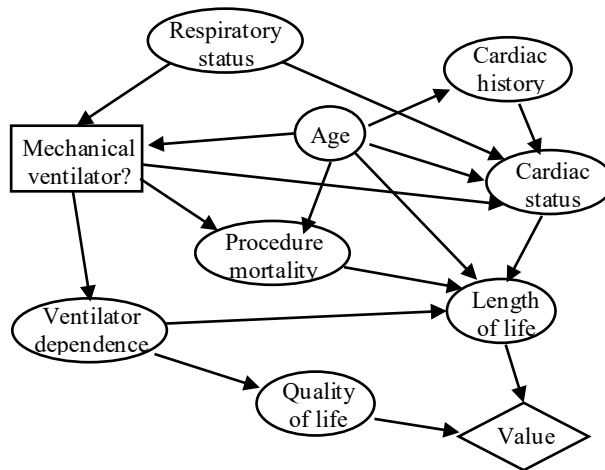 Respiratory
status
Cardiac
history
Age
Mechanical
ventilator?
Cardiac
status
Procedure
mortality
Ventilator
dependence
Length
of life
Quality
of life
Value